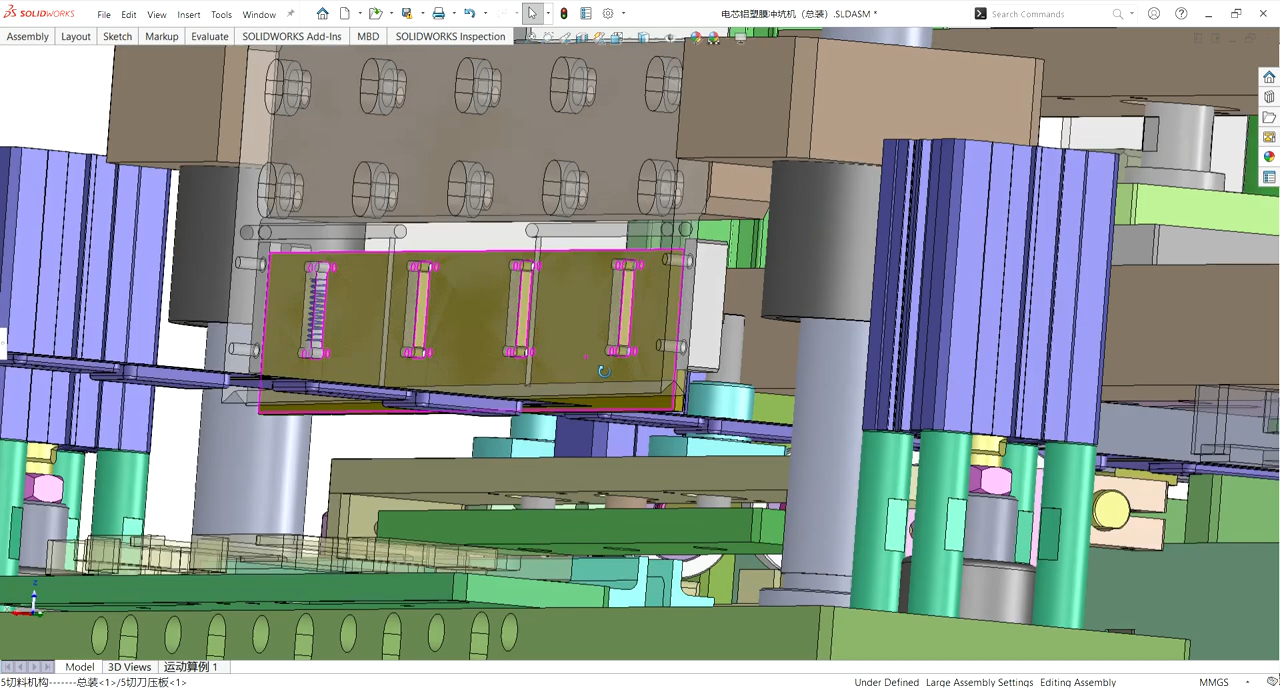 SOLIDWORKS File Edit View Insert Tools Window 电芯铝塑膜冲坑机（总装）.SLDASM * Search Commands
Assembly Layout Sketch Markup Evaluate SOLIDWORKS Add-Ins MBD SOLIDWORKS Inspection
Model 3D Views 运动算例 1
5切料机构-------总装<1>/5切刀压板<1> Under Defined Large Assembly Settings Editing Assembly MMGS